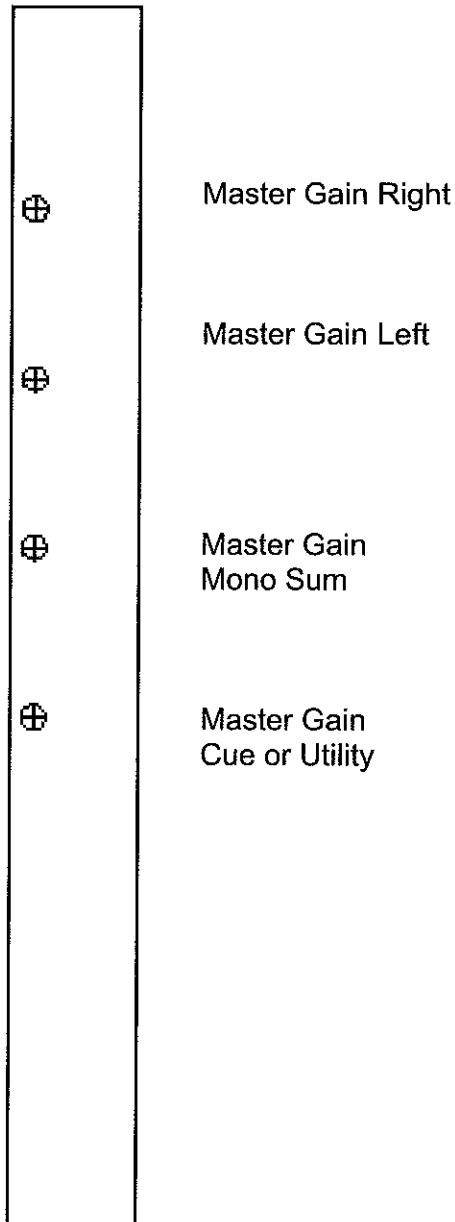 Master Gain Right
Master Gain Left
Master Gain
Mono Sum
Master Gain
Cue or Utility